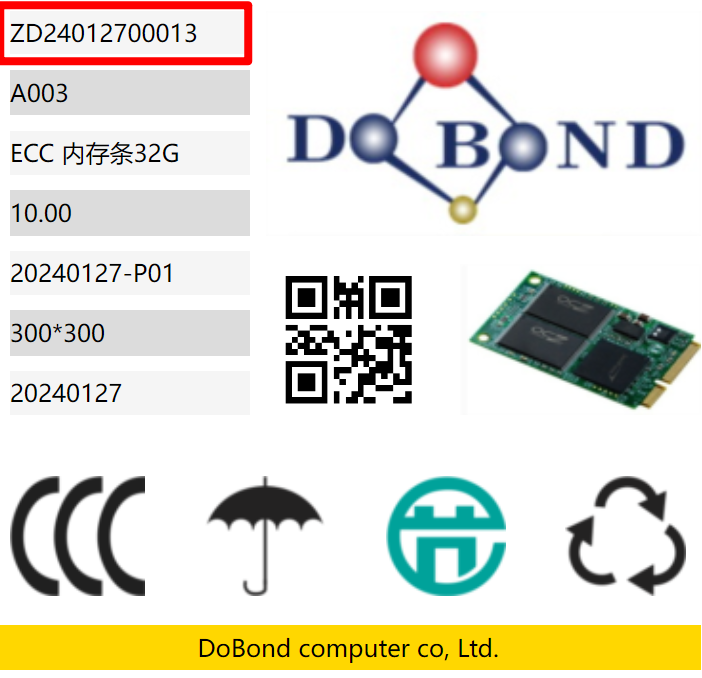 ZD24012700013
A003
ECC 内存条32G
10.00
20240127-P01
300*300
20240127
DOBOND
DoBond computer co, Ltd.